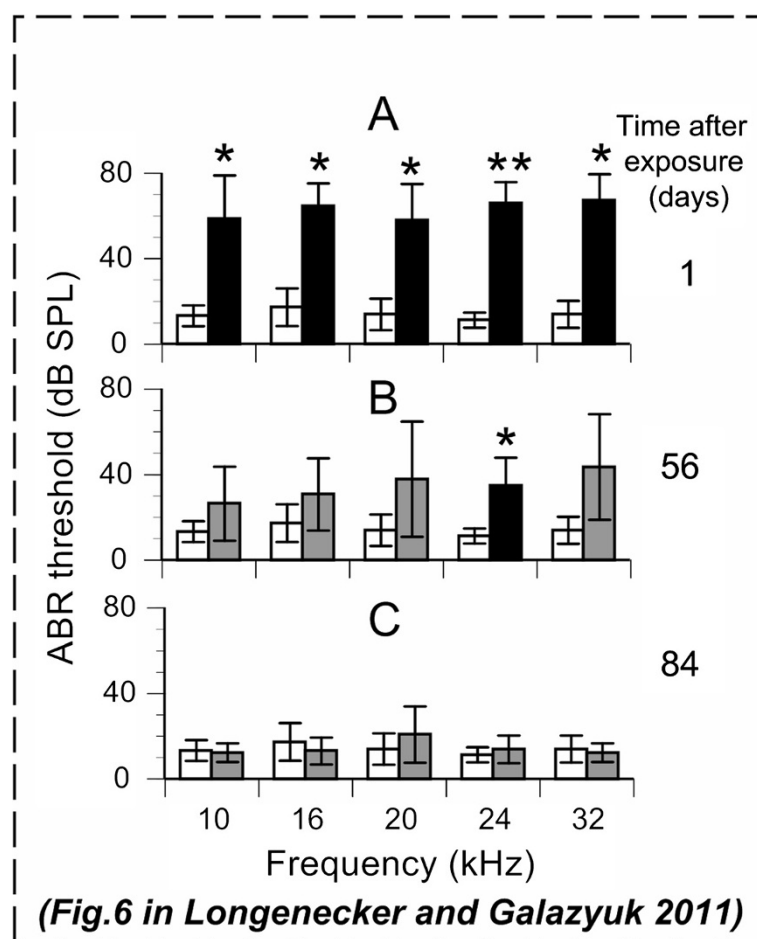 A
Time after
exposure
(days)
* * * ** *
80
40
0
1
ABR threshold (dB SPL)
B
80
*
40
0
56
C
80
40
0
84
10 16 20 24 32
Frequency (kHz)
(Fig.6 in Longenecker and Galazyuk 2011)